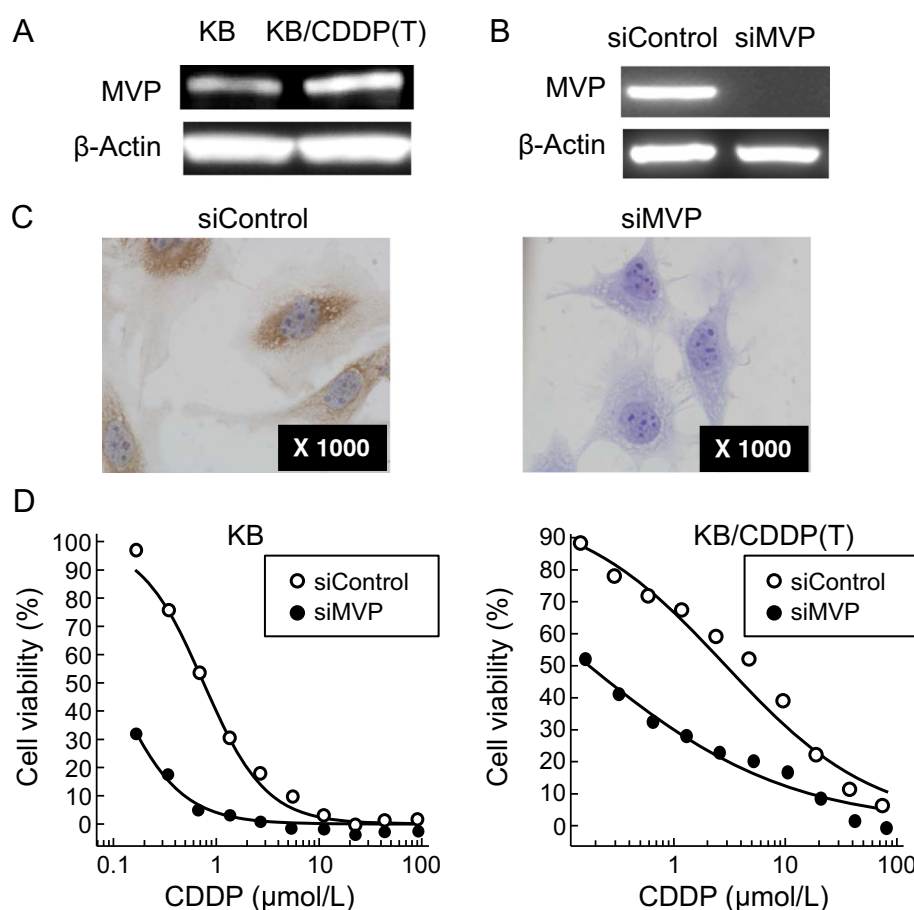 A
KB KB/CDDP(T)
MVP
β-Actin
B
siControl siMVP
MVP
β-Actin
C
siControl
X 1000
siMVP
X 1000
D
KB
siControl
siMVP
Cell viability (%)
100
90
80
70
60
50
40
30
20
10
0
0.1 1 10 100
CDDP (µmol/L)
KB/CDDP(T)
siControl
siMVP
Cell viability (%)
90
80
70
60
50
40
30
20
10
0
1 10 100
CDDP (µmol/L)